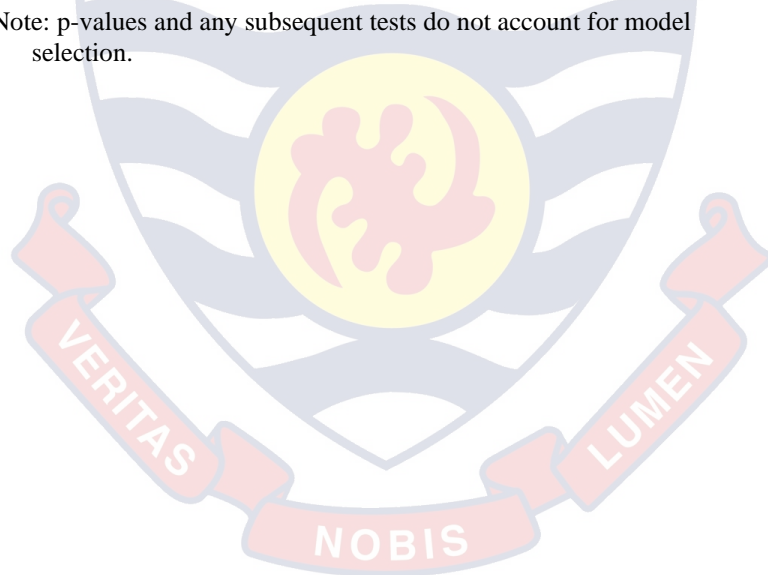 Note: p-values and any subsequent tests do not account for model
selection.
VERITAS
NOBIS
LUMEN